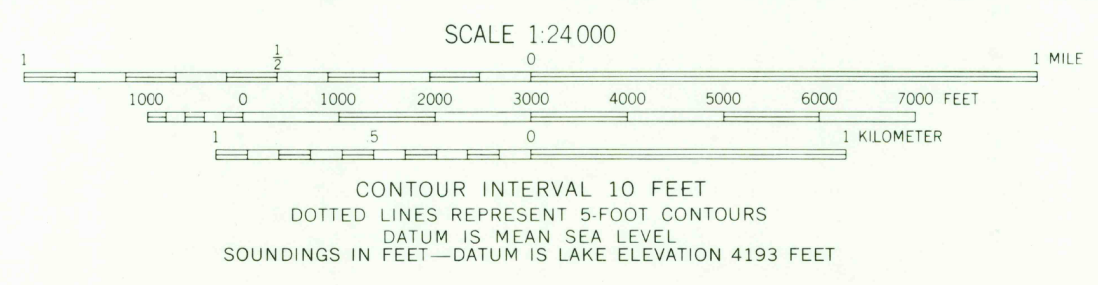 SCALE 1:24 000
1 ½ 0 1 MILE
1000 0 1000 2000 3000 4000 5000 6000 7000 FEET
1 .5 0 1 KILOMETER
CONTOUR INTERVAL 10 FEET
DOTTED LINES REPRESENT 5-FOOT CONTOURS
DATUM IS MEAN SEA LEVEL
SOUNDINGS IN FEET—DATUM IS LAKE ELEVATION 4193 FEET